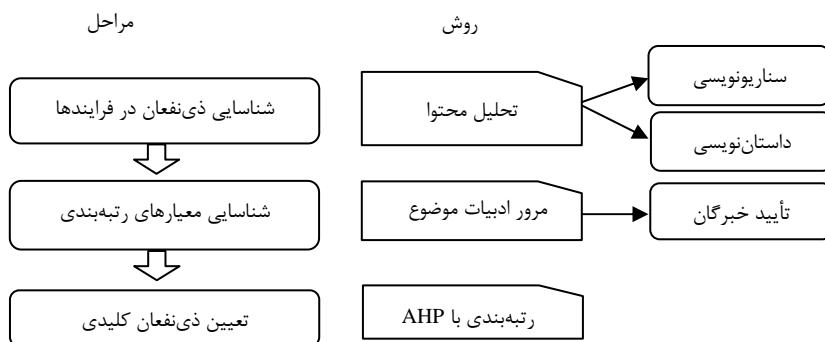 روش
مراحل
سناریونویسی
تحلیل محتوا
شناسایی ذی‌نفعان در فرایندها
داستان‌نویسی
تأیید خبرگان
مرور ادبیات موضوع
شناسایی معیارهای رتبه‌بندی
رتبه‌بندی با AHP
تعیین ذی‌نفعان کلیدی